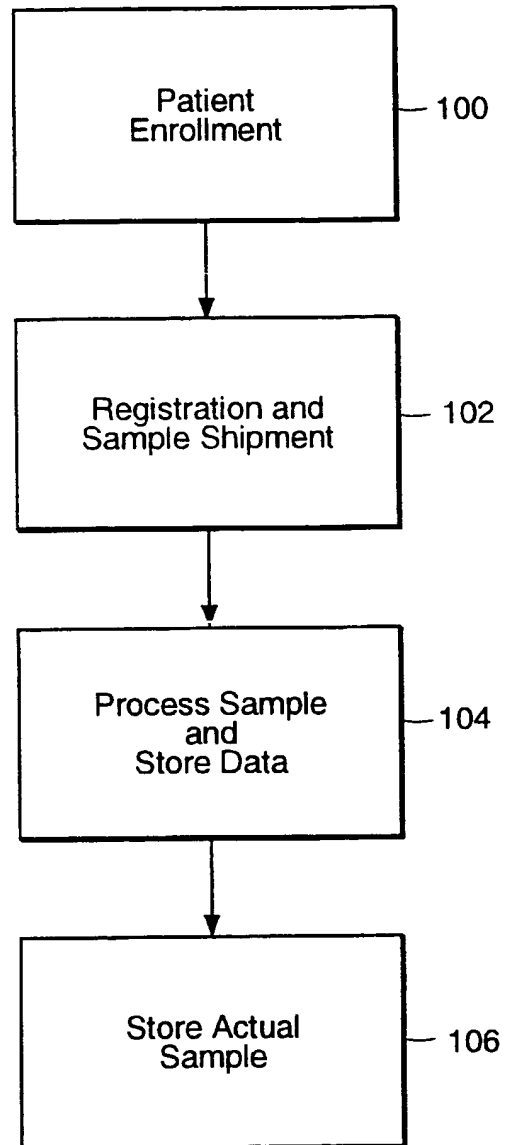 Patient
Enrollment
100
Registration and
Sample Shipment
102
Process Sample
and
Store Data
104
Store Actual
Sample
106